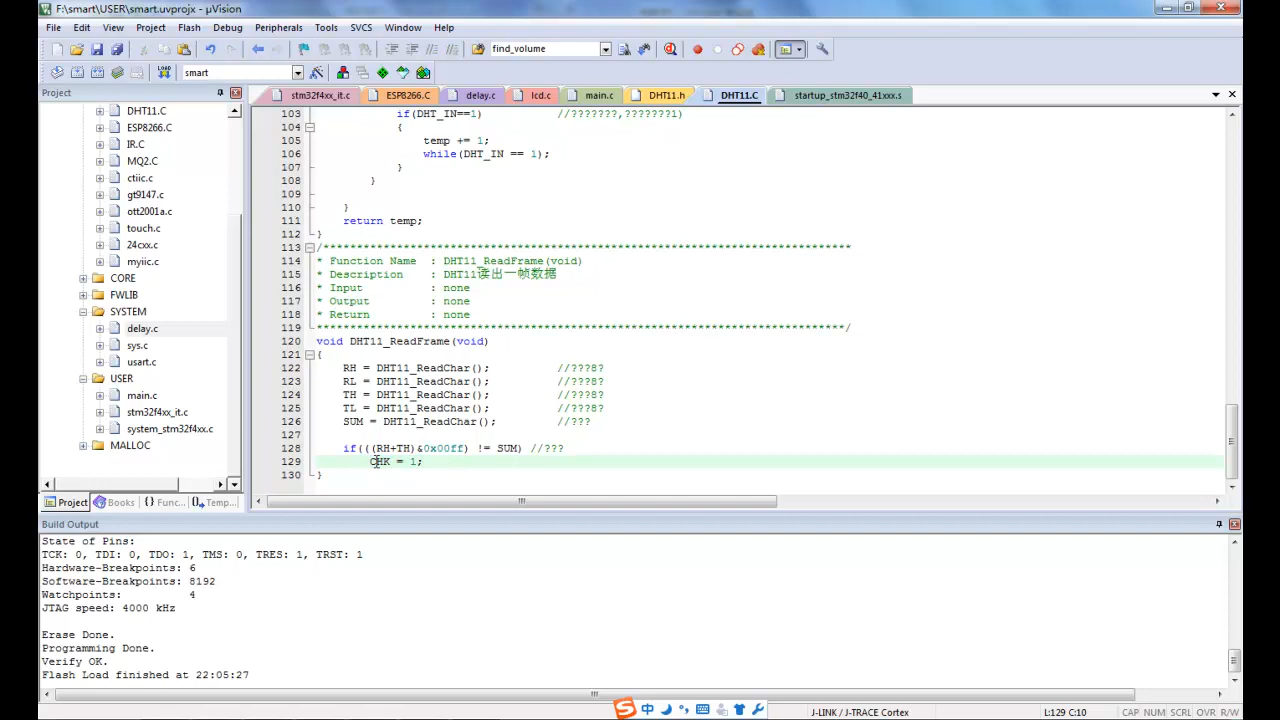 F:\smart\USER\smart.uvprojx - µVision
File Edit View Project Flash Debug Peripherals Tools SVCS Window Help
find_volume
LOAD smart
Project
stm32f4xx_it.c ESP8266.C delay.c lcd.c main.c DHT11.h DHT11.C startup_stm32f40_41xxx.s
DHT11.C
ESP8266.C
IR.C
MQ2.C
ctiic.c
gt9147.c
ott2001a.c
touch.c
24cxx.c
myiic.c
CORE
FWLIB
SYSTEM
delay.c
sys.c
usart.c
USER
main.c
stm32f4xx_it.c
system_stm32f4xx.c
MALLOC
Project Books {} Func... Temp...
103 if(DHT_IN==1) //???????,???????1)
104 {
105 temp += 1;
106 while(DHT_IN == 1);
107 }
108 }
109
110 }
111 return temp;
112 }
113 /*******************************************************************************
114 * Function Name : DHT11_ReadFrame(void)
115 * Description : DHT11读出一帧数据
116 * Input : none
117 * Output : none
118 * Return : none
119 *******************************************************************************/
120 void DHT11_ReadFrame(void)
121 {
122 RH = DHT11_ReadChar(); //???8?
123 RL = DHT11_ReadChar(); //???8?
124 TH = DHT11_ReadChar(); //???8?
125 TL = DHT11_ReadChar(); //???8?
126 SUM = DHT11_ReadChar(); //???
127
128 if(((RH+TH)&0x00ff) != SUM) //???
129 CHK = 1;
130 }
Build Output
State of Pins:
TCK: 0, TDI: 0, TDO: 1, TMS: 0, TRES: 1, TRST: 1
Hardware-Breakpoints: 6
Software-Breakpoints: 8192
Watchpoints: 4
JTAG speed: 4000 kHz
Erase Done.
Programming Done.
Verify OK.
Flash Load finished at 22:05:27
S 中
J-LINK / J-TRACE Cortex L:129 C:10 CAP NUM SCRL OVR R/W